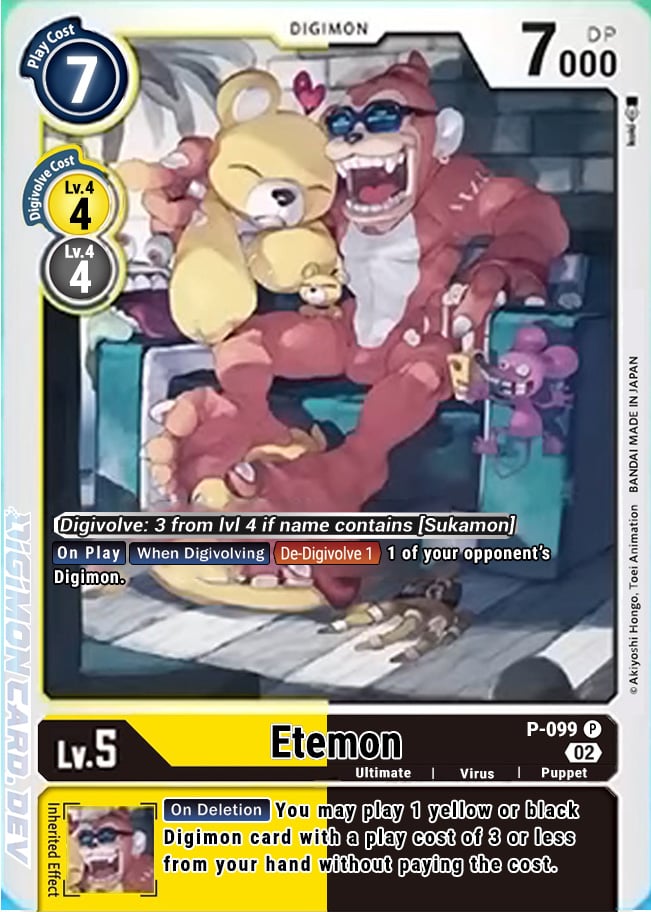 Play Cost
7
DIGIMON
7000
DP
Digivolve Cost
Lv.4
4
Lv.4
4
© Akiyoshi Hongo, Toei Animation BANDAI MADE IN JAPAN
DIGIMONCARD.DEV
Digivolve: 3 from lvl 4 if name contains [Sukamon]
On Play When Digivolving De-Digivolve 1 1 of your opponent's
Digimon.
Lv.5
Etemon
P-099 P
02
Ultimate | Virus | Puppet
Inherited Effect
On Deletion You may play 1 yellow or black
Digimon card with a play cost of 3 or less
from your hand without paying the cost.